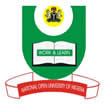 WORK & LEARN
NATIONAL OPEN UNIVERSITY OF NIGERIA